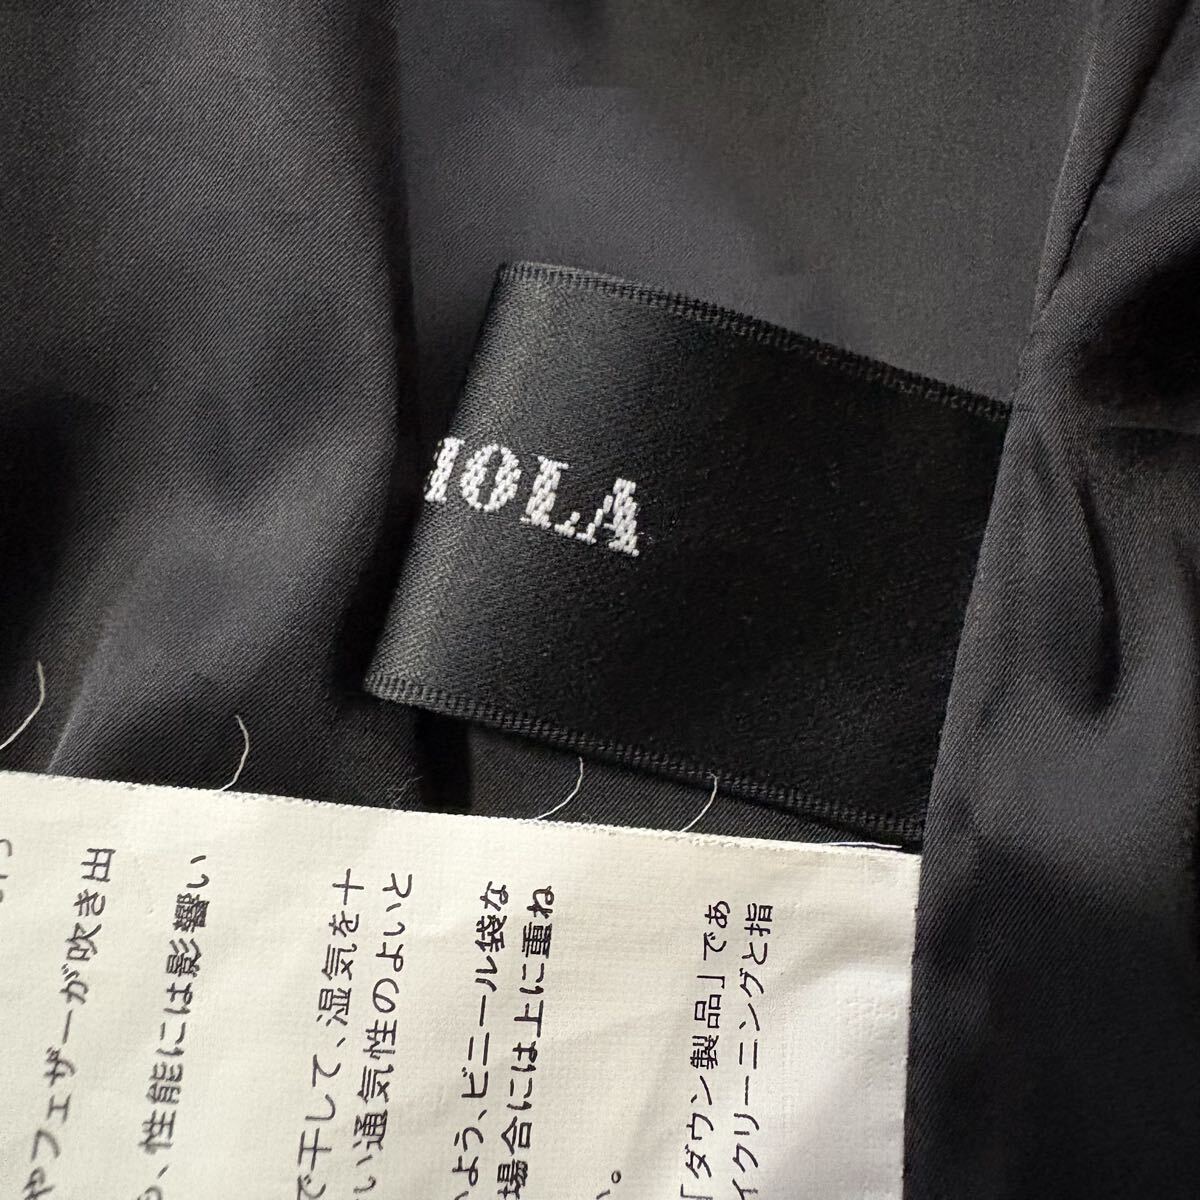 IOLA
「ダウン製品」であ
イクリーニングと指
よう、ビニール袋な
場合には上に重ね
い。
で干して、湿気を十
い通気性のよいと
やフェザーが吹き出
、性能には影響い